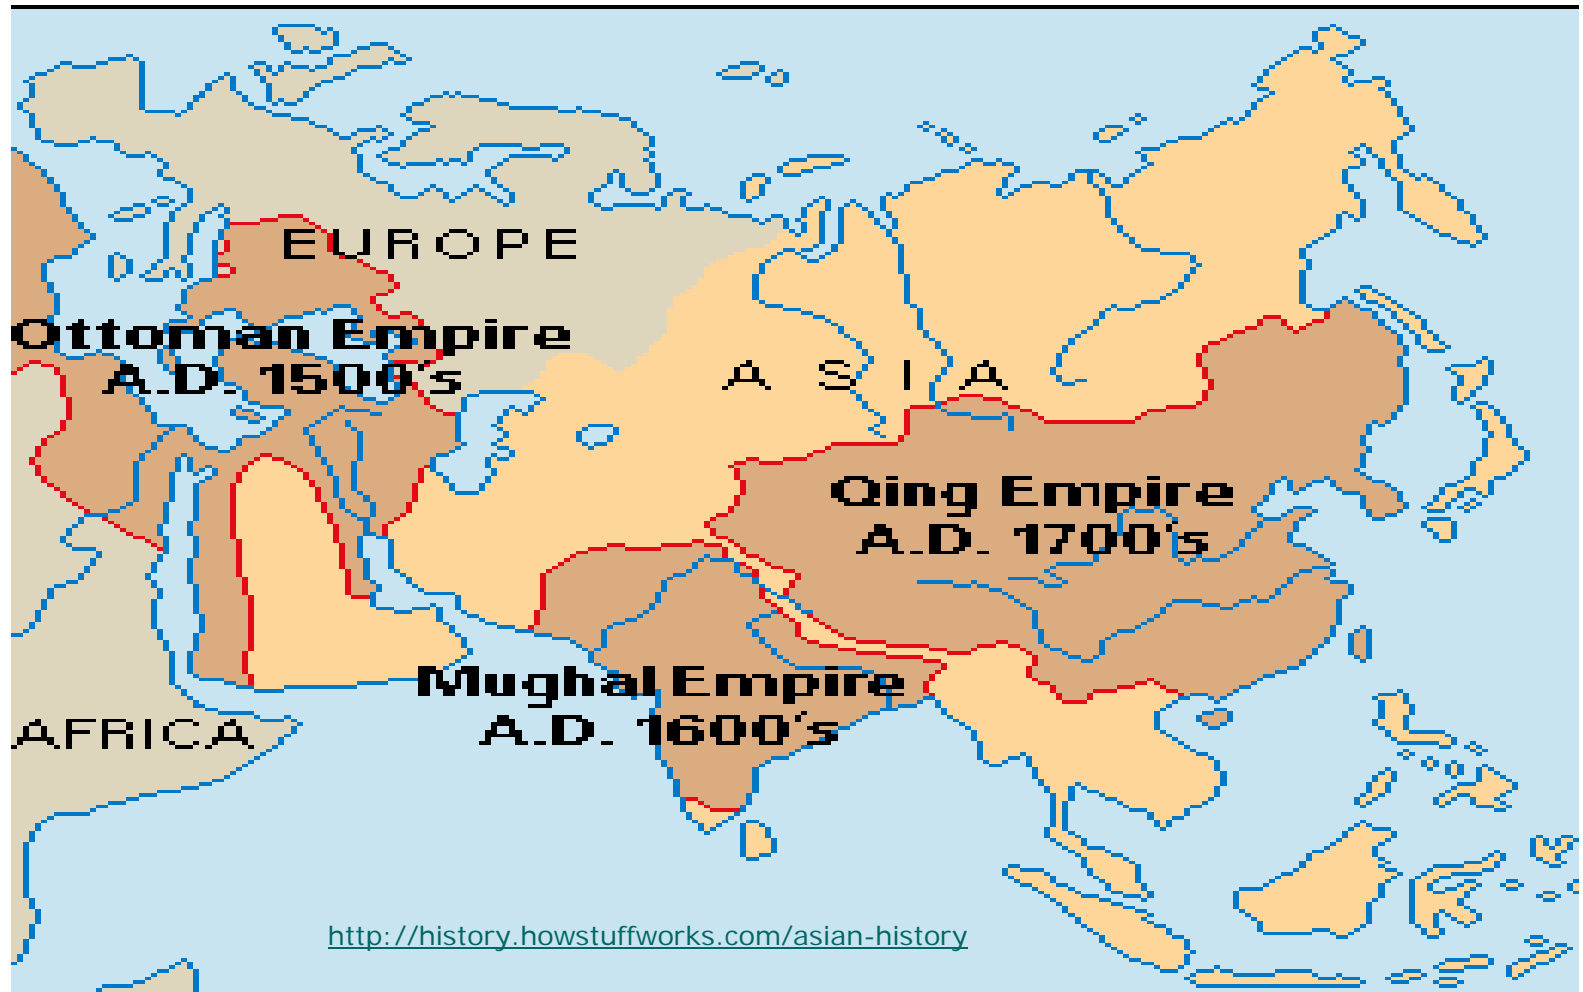 EUROPE
Ottoman Empire
A.D. 1500's
ASIA
Qing Empire
A.D. 1700's
Mughal Empire
A.D. 1600's
AFRICA
http://history.howstuffworks.com/asian-history